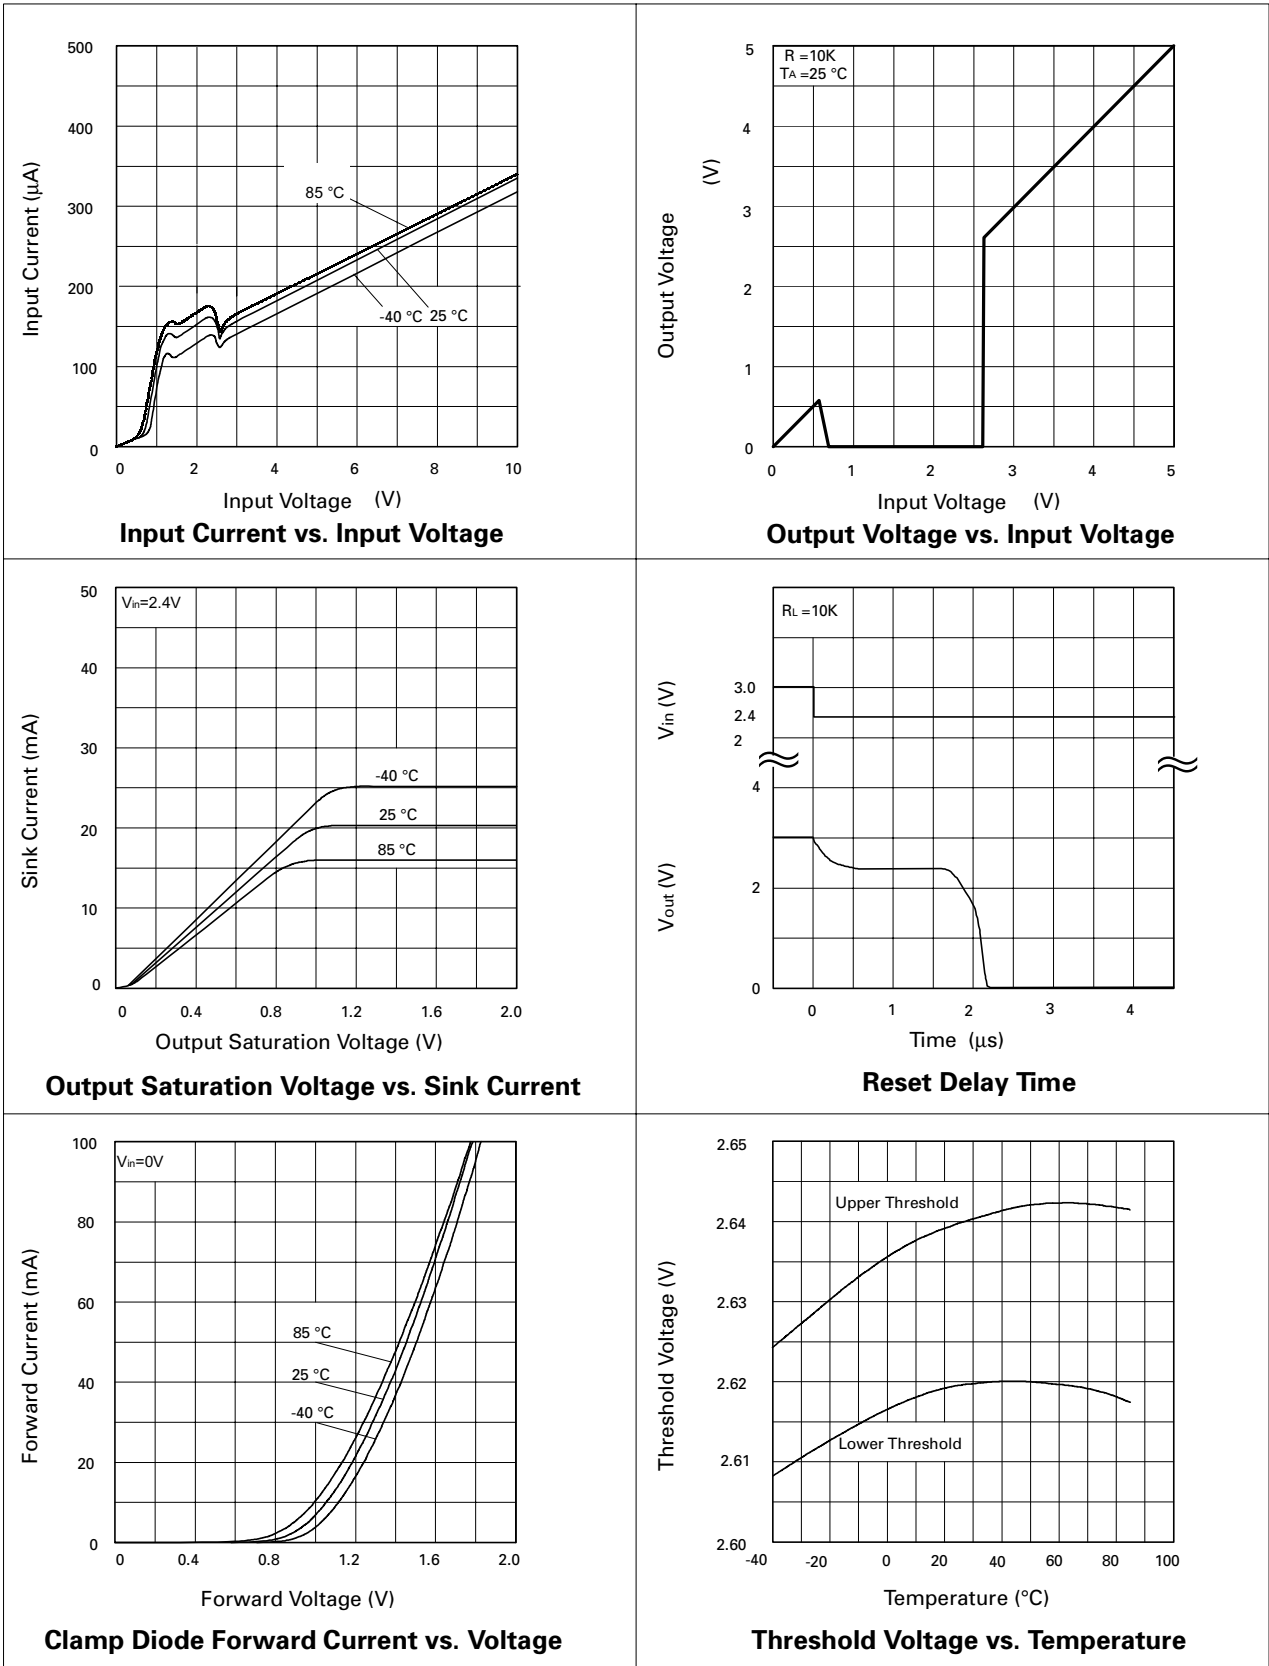 500
400
300
200
100
0
Input Current (µA)
85 °C
-40 °C 25 °C
0 2 4 6 8 10
Input Voltage (V)
Input Current vs. Input Voltage
5
4
3
2
1
0
Output Voltage (V)
R =10K
TA =25 °C
0 1 2 3 4 5
Input Voltage (V)
Output Voltage vs. Input Voltage
50
40
30
20
10
0
Sink Current (mA)
Vin=2.4V
-40 °C
25 °C
85 °C
0 0.4 0.8 1.2 1.6 2.0
Output Saturation Voltage (V)
Output Saturation Voltage vs. Sink Current
RL =10K
Vin (V)
3.0
2.4
2
4
2
0
Vout (V)
0 1 2 3 4
Time (µs)
Reset Delay Time
100
80
60
40
20
0
Forward Current (mA)
Vin=0V
85 °C
25 °C
-40 °C
0 0.4 0.8 1.2 1.6 2.0
Forward Voltage (V)
Clamp Diode Forward Current vs. Voltage
2.65
2.64
2.63
2.62
2.61
2.60
Threshold Voltage (V)
Upper Threshold
Lower Threshold
-40 -20 0 20 40 60 80 100
Temperature (°C)
Threshold Voltage vs. Temperature